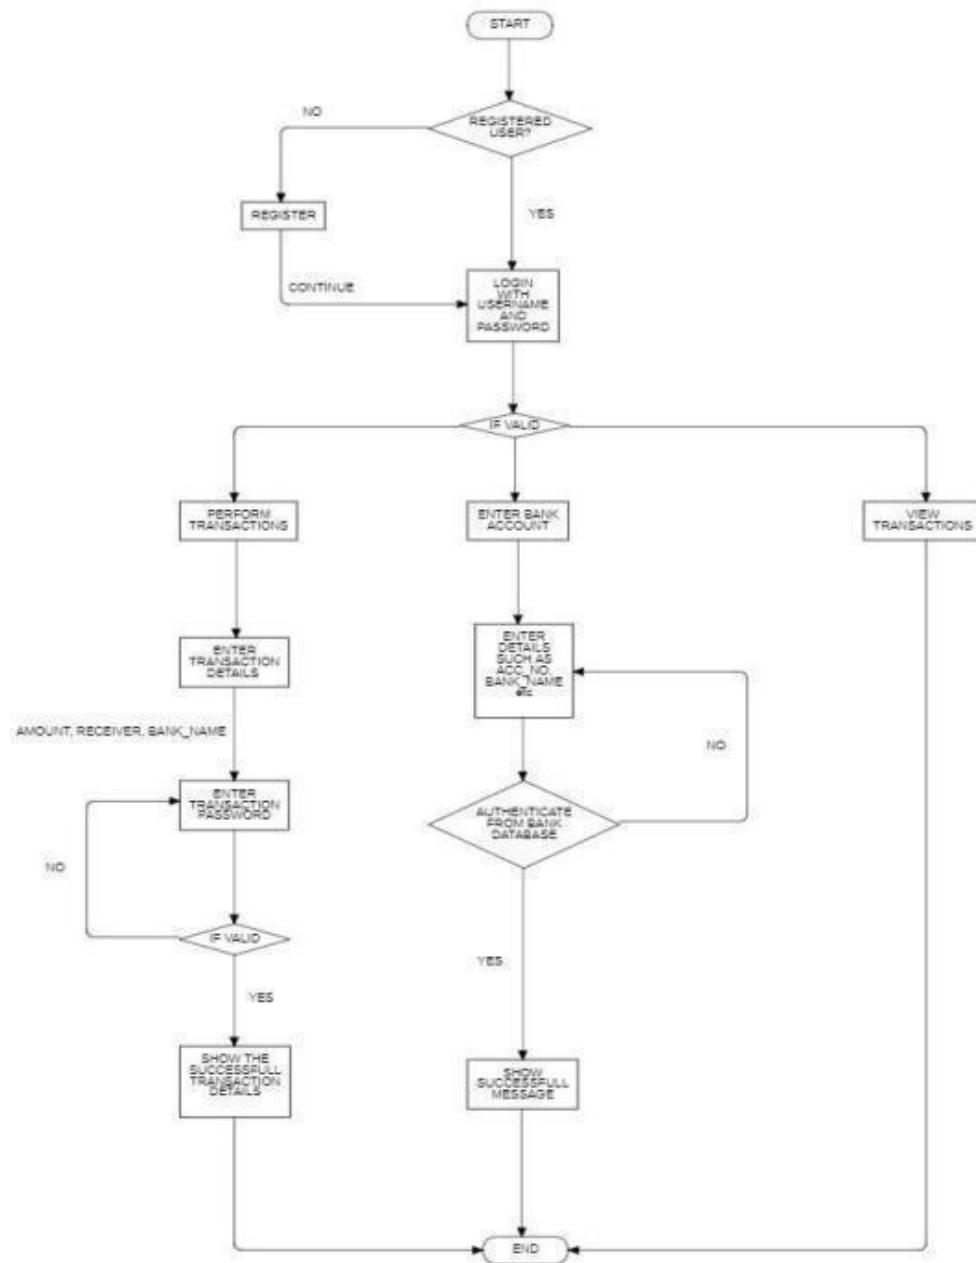 START
NO
REGISTERED
USER?
REGISTER
YES
CONTINUE
LOGIN
WITH
USERNAME
AND
PASSWORD
IF VALID
PERFORM
TRANSACTIONS
ENTER BANK
ACCOUNT
VIEW
TRANSACTIONS
ENTER
TRANSACTION
DETAILS
ENTER
DETAILS
SUCH AS
ACC_NO,
BANK_NAME
etc
AMOUNT, RECEIVER, BANK_NAME
NO
ENTER
TRANSACTION
PASSWORD
AUTHENTICATE
FROM BANK
DATABASE
NO
IF VALID
YES
YES
SHOW THE
SUCCESSFULL
TRANSACTION
DETAILS
SHOW
SUCCESSFULL
MESSAGE
END